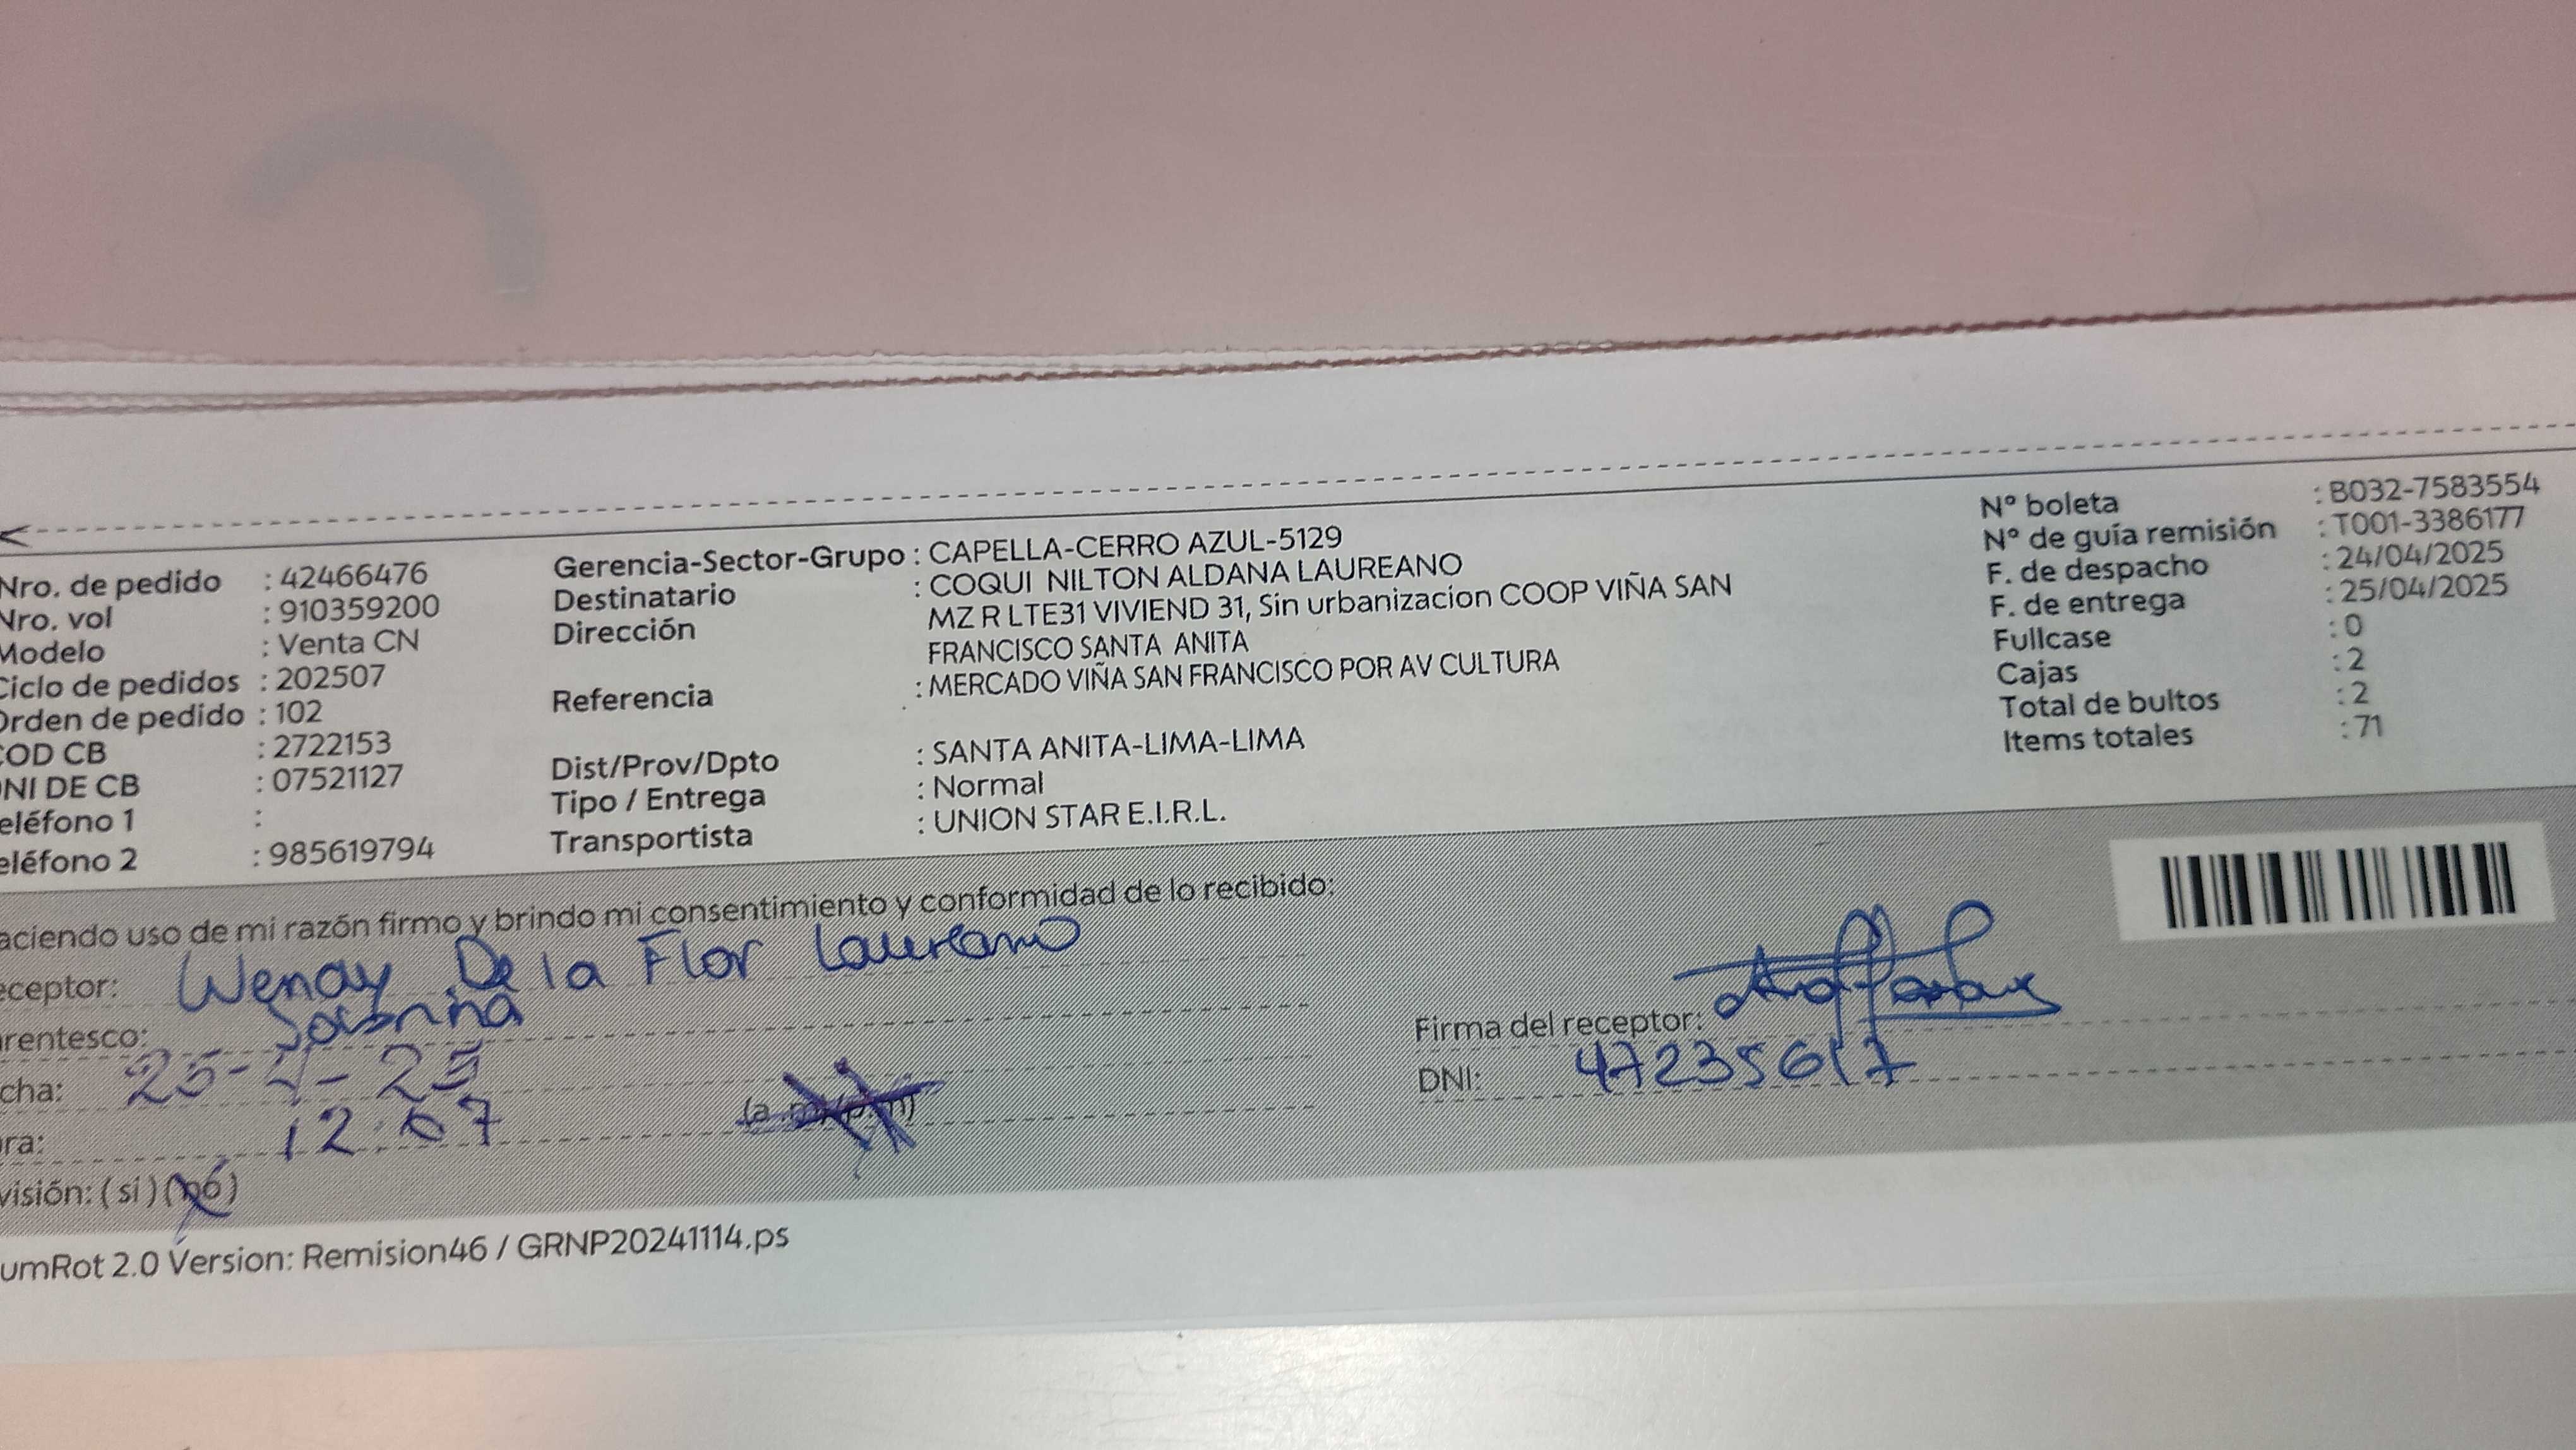 Nro. de pedido : 42466476
Nro. vol : 910359200
Modelo : Venta CN
Ciclo de pedidos : 202507
Orden de pedido : 102
COD CB : 2722153
DNI DE CB : 07521127
eléfono 1 :
eléfono 2 : 985619794
Gerencia-Sector-Grupo : CAPELLA-CERRO AZUL-5129
Destinatario : COQUI NILTON ALDANA LAUREANO
Dirección MZ R LTE31 VIVIEND 31, Sin urbanizacion COOP VIÑA SAN
FRANCISCO SANTA ANITA
Referencia : MERCADO VIÑA SAN FRANCISCO POR AV CULTURA
Dist/Prov/Dpto : SANTA ANITA-LIMA-LIMA
Tipo / Entrega : Normal
Transportista : UNION STAR E.I.R.L.
N° boleta : B032-7583554
N° de guía remisión : T001-3386177
F. de despacho : 24/04/2025
F. de entrega : 25/04/2025
Fullcase : 0
Cajas : 2
Total de bultos : 2
Items totales : 71
aciendo uso de mi razón firmo y brindo mi consentimiento y conformidad de lo recibido:
eceptor: Wendy De la Flor Laureano
rentesco: Sobrina
cha: 25-4-25
ra: 12:07 (a.m)(p.m)
visión: (si) (no)
Firma del receptor:
DNI: 47235617
umRot 2.0 Version: Remision46 / GRNP20241114.ps